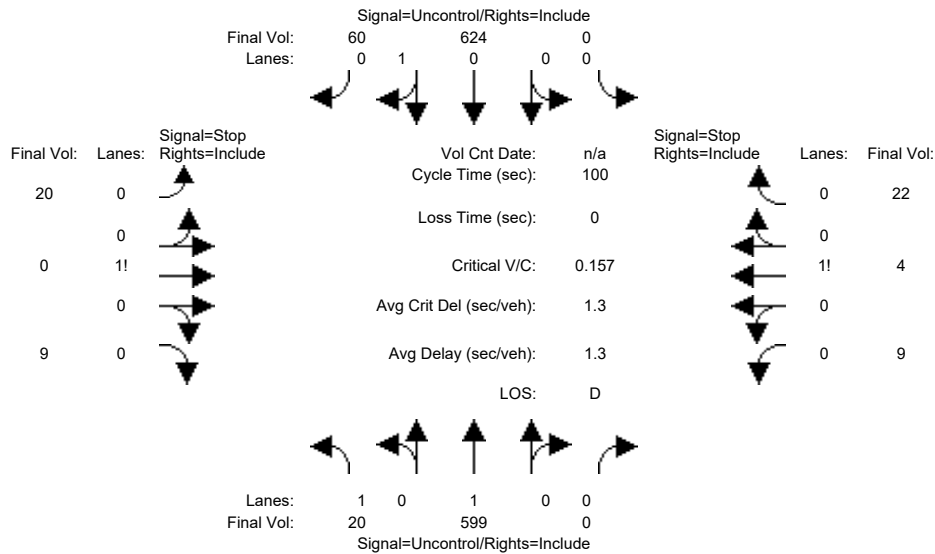 Signal=Uncontrol/Rights=Include
Final Vol: 60 624 0
Lanes: 0 1 0 0 0
Signal=Stop
Final Vol: Lanes: Rights=Include
Vol Cnt Date: n/a
Signal=Stop
Rights=Include Lanes: Final Vol:
Cycle Time (sec): 100
20 0
0 22
Loss Time (sec): 0
0
0
0 1!
Critical V/C: 0.157
1! 4
0
Avg Crit Del (sec/veh): 1.3
0
9 0
Avg Delay (sec/veh): 1.3
0 9
LOS: D
Lanes: 1 0 1 0 0
Final Vol: 20 599 0
Signal=Uncontrol/Rights=Include